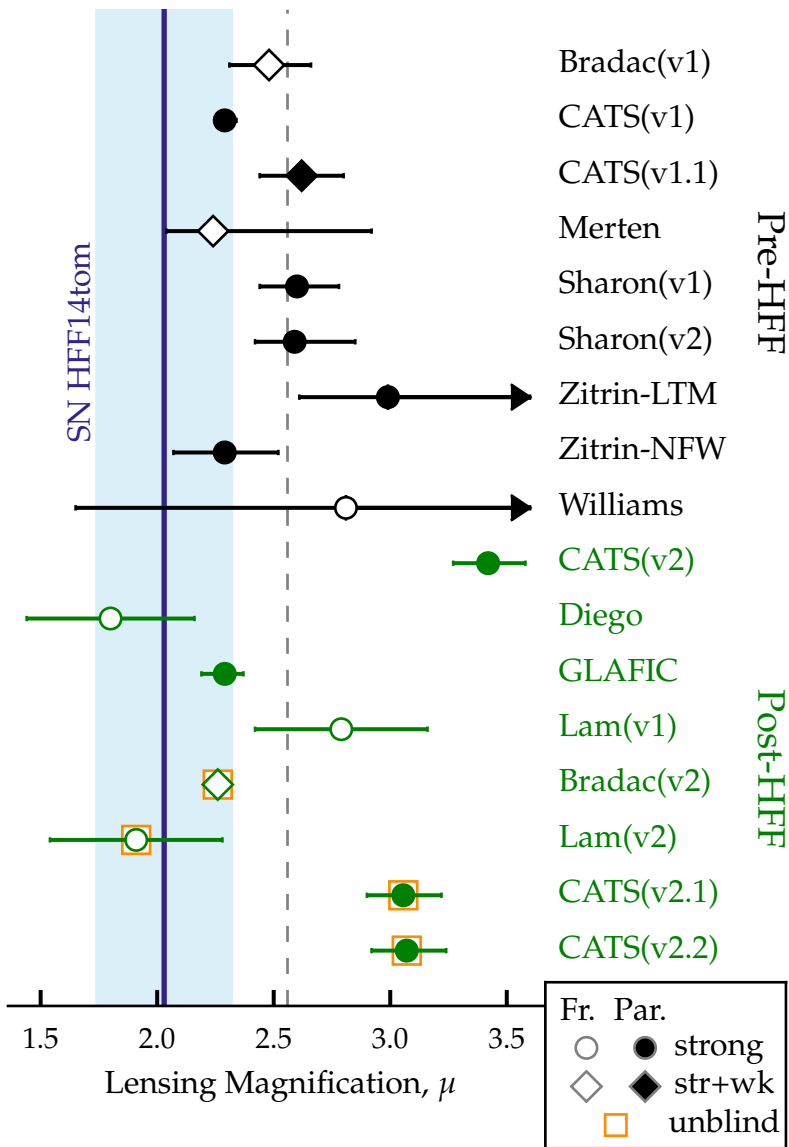 Bradac(v1)
CATS(v1)
CATS(v1.1)
Merten
Sharon(v1)
Sharon(v2)
Zitrin-LTM
Zitrin-NFW
Williams
Pre-HFF
SN HFF14tom
CATS(v2)
Diego
GLAFIC
Lam(v1)
Bradac(v2)
Lam(v2)
CATS(v2.1)
CATS(v2.2)
Post-HFF
1.5 2.0 2.5 3.0 3.5
Lensing Magnification, μ
Fr. Par.
strong
str+wk
unblind